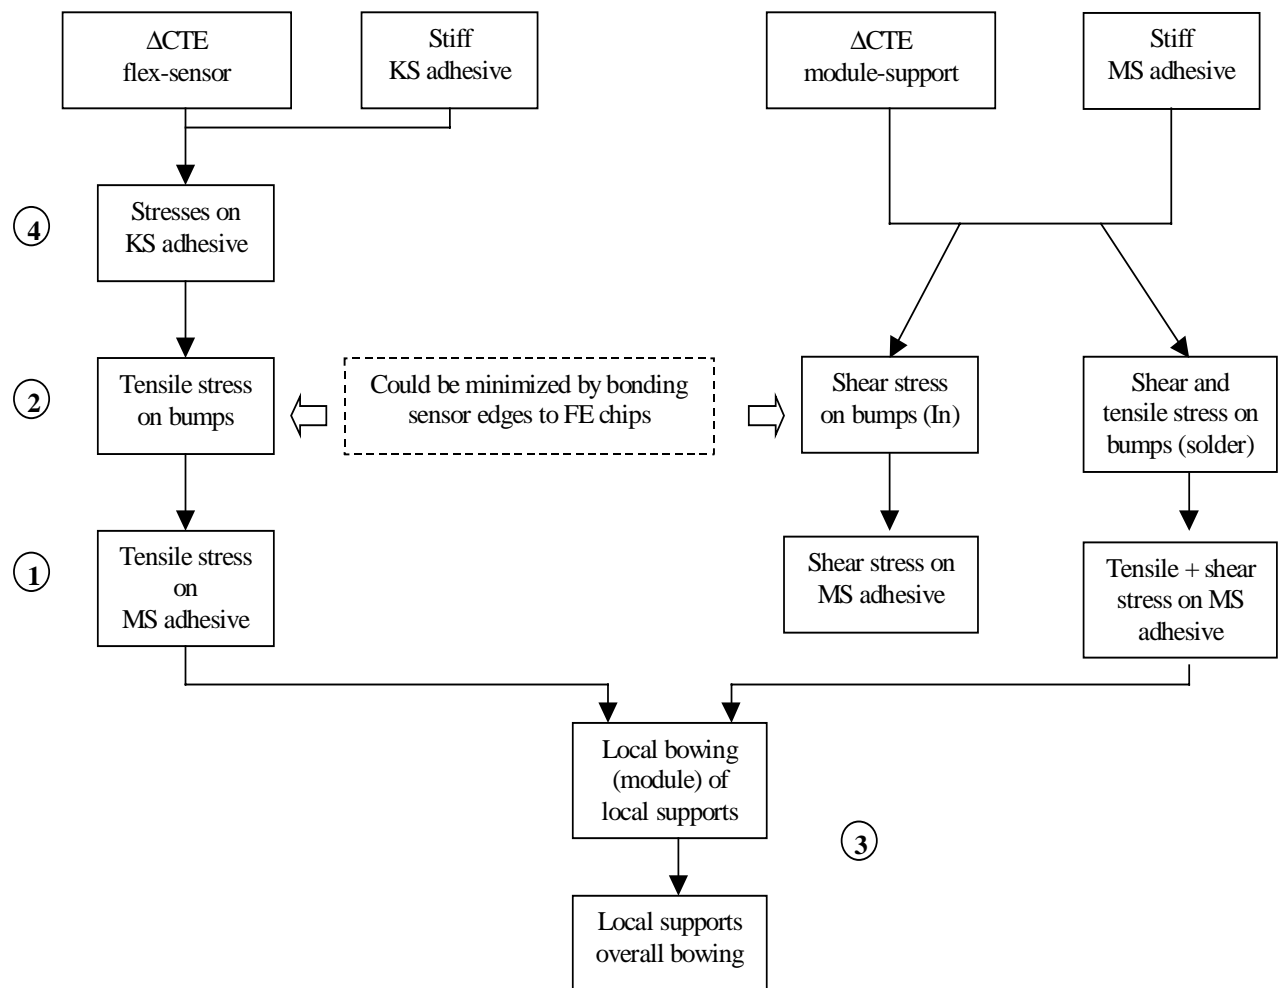 ΔCTE
flex-sensor
Stiff
KS adhesive
ΔCTE
module-support
Stiff
MS adhesive
4
Stresses on
KS adhesive
2
Tensile stress
on bumps
Could be minimized by bonding
sensor edges to FE chips
Shear stress
on bumps (In)
Shear and
tensile stress on
bumps (solder)
1
Tensile stress
on
MS adhesive
Shear stress on
MS adhesive
Tensile + shear
stress on MS
adhesive
Local bowing
(module) of
local supports
3
Local supports
overall bowing